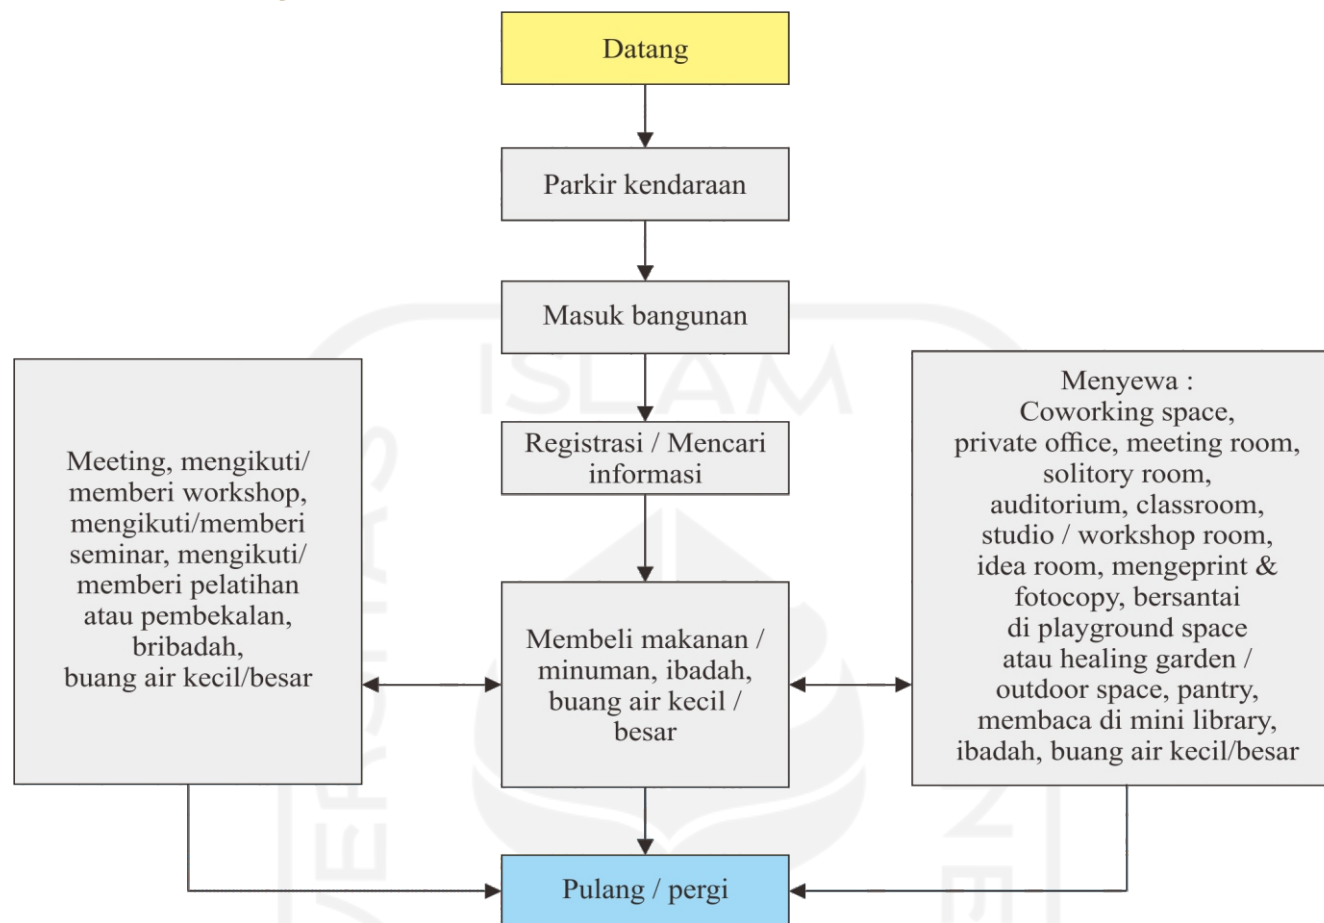 Datang
Parkir kendaraan
Masuk bangunan
Registrasi / Mencari
informasi
Meeting, mengikuti/
memberi workshop,
mengikuti/memberi
seminar, mengikuti/
memberi pelatihan
atau pembekalan,
bribadah,
buang air kecil/besar
Membeli makanan /
minuman, ibadah,
buang air kecil /
besar
Menyewa :
Coworking space,
private office, meeting room,
solitory room,
auditorium, classroom,
studio / workshop room,
idea room, mengeprint &
fotocopy, bersantai
di playground space
atau healing garden /
outdoor space, pantry,
membaca di mini library,
ibadah, buang air kecil/besar
Pulang / pergi
ISLAM
VERSITAS
NE